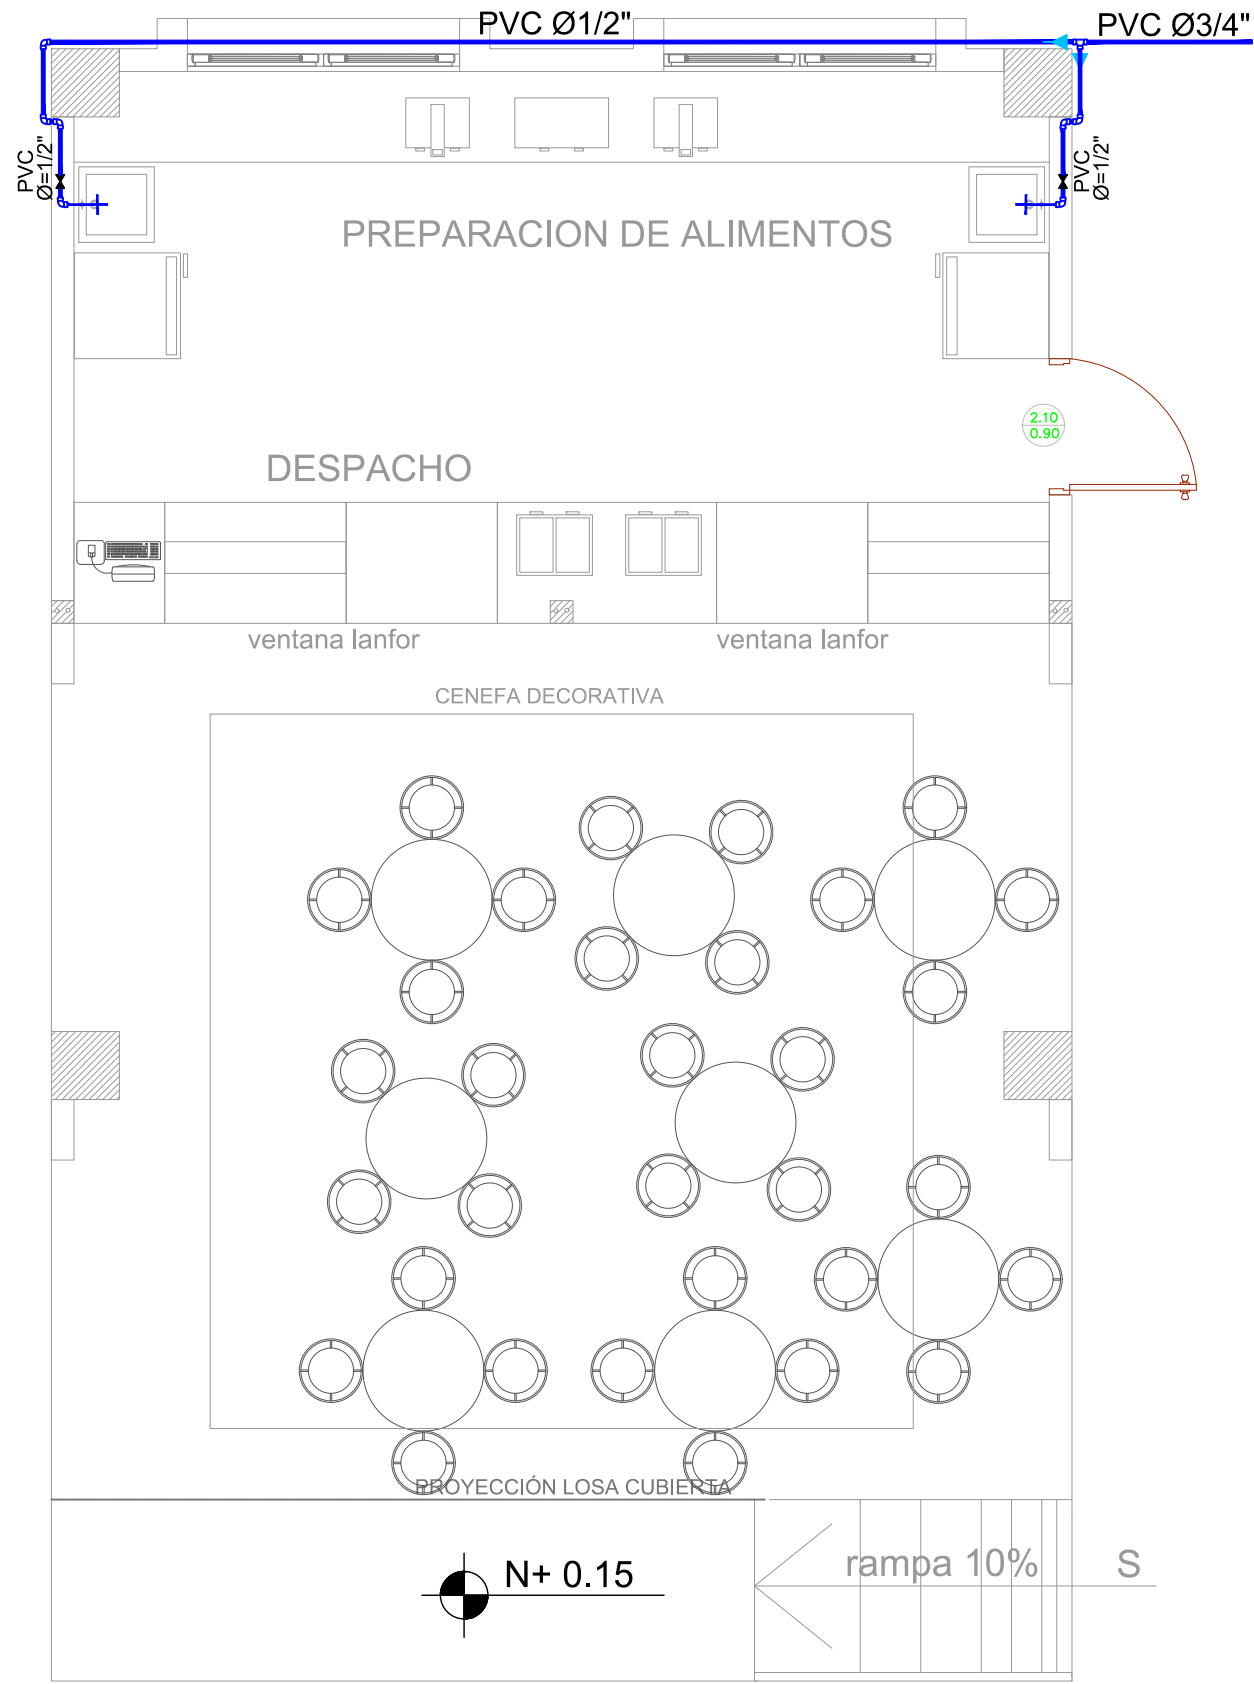 PVC Ø1/2"
PVC Ø3/4"
PVC
Ø=1/2"
PVC
Ø=1/2"
PREPARACION DE ALIMENTOS
2.10
0.90
DESPACHO
ventana lanfor
ventana lanfor
CENEFA DECORATIVA
PROYECCIÓN LOSA CUBIERTA
N+ 0.15
rampa 10%
S